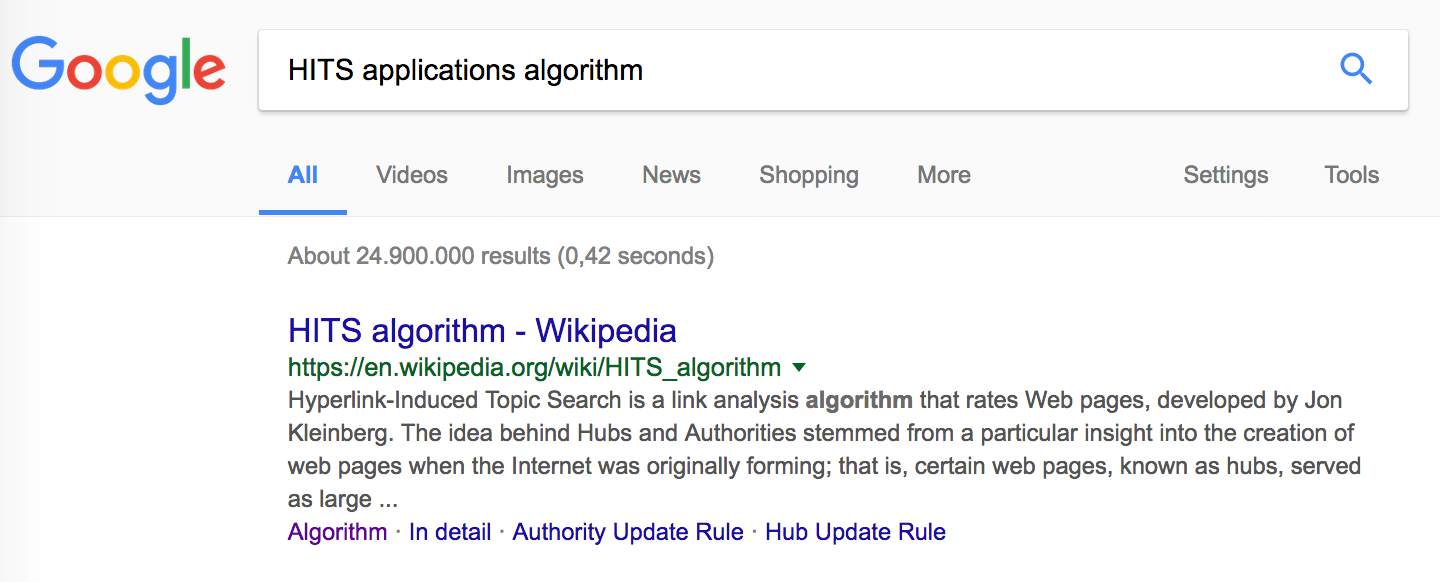 Google
HITS applications algorithm
All Videos Images News Shopping More Settings Tools
About 24.900.000 results (0,42 seconds)
HITS algorithm - Wikipedia
https://en.wikipedia.org/wiki/HITS_algorithm
Hyperlink-Induced Topic Search is a link analysis algorithm that rates Web pages, developed by Jon
Kleinberg. The idea behind Hubs and Authorities stemmed from a particular insight into the creation of
web pages when the Internet was originally forming; that is, certain web pages, known as hubs, served
as large ...
Algorithm · In detail · Authority Update Rule · Hub Update Rule